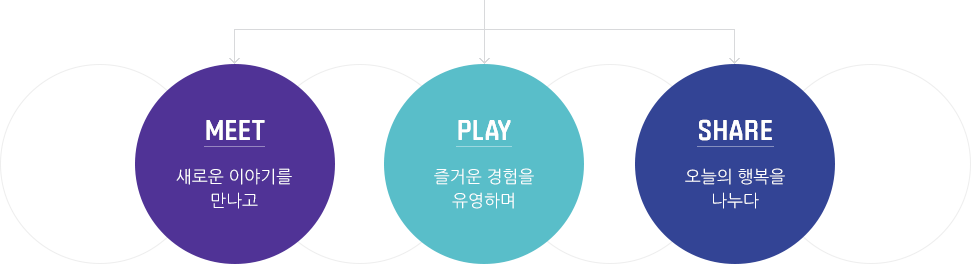 MEET
새로운 이야기를
만나고
PLAY
즐거운 경험을
유영하며
SHARE
오늘의 행복을
나누다